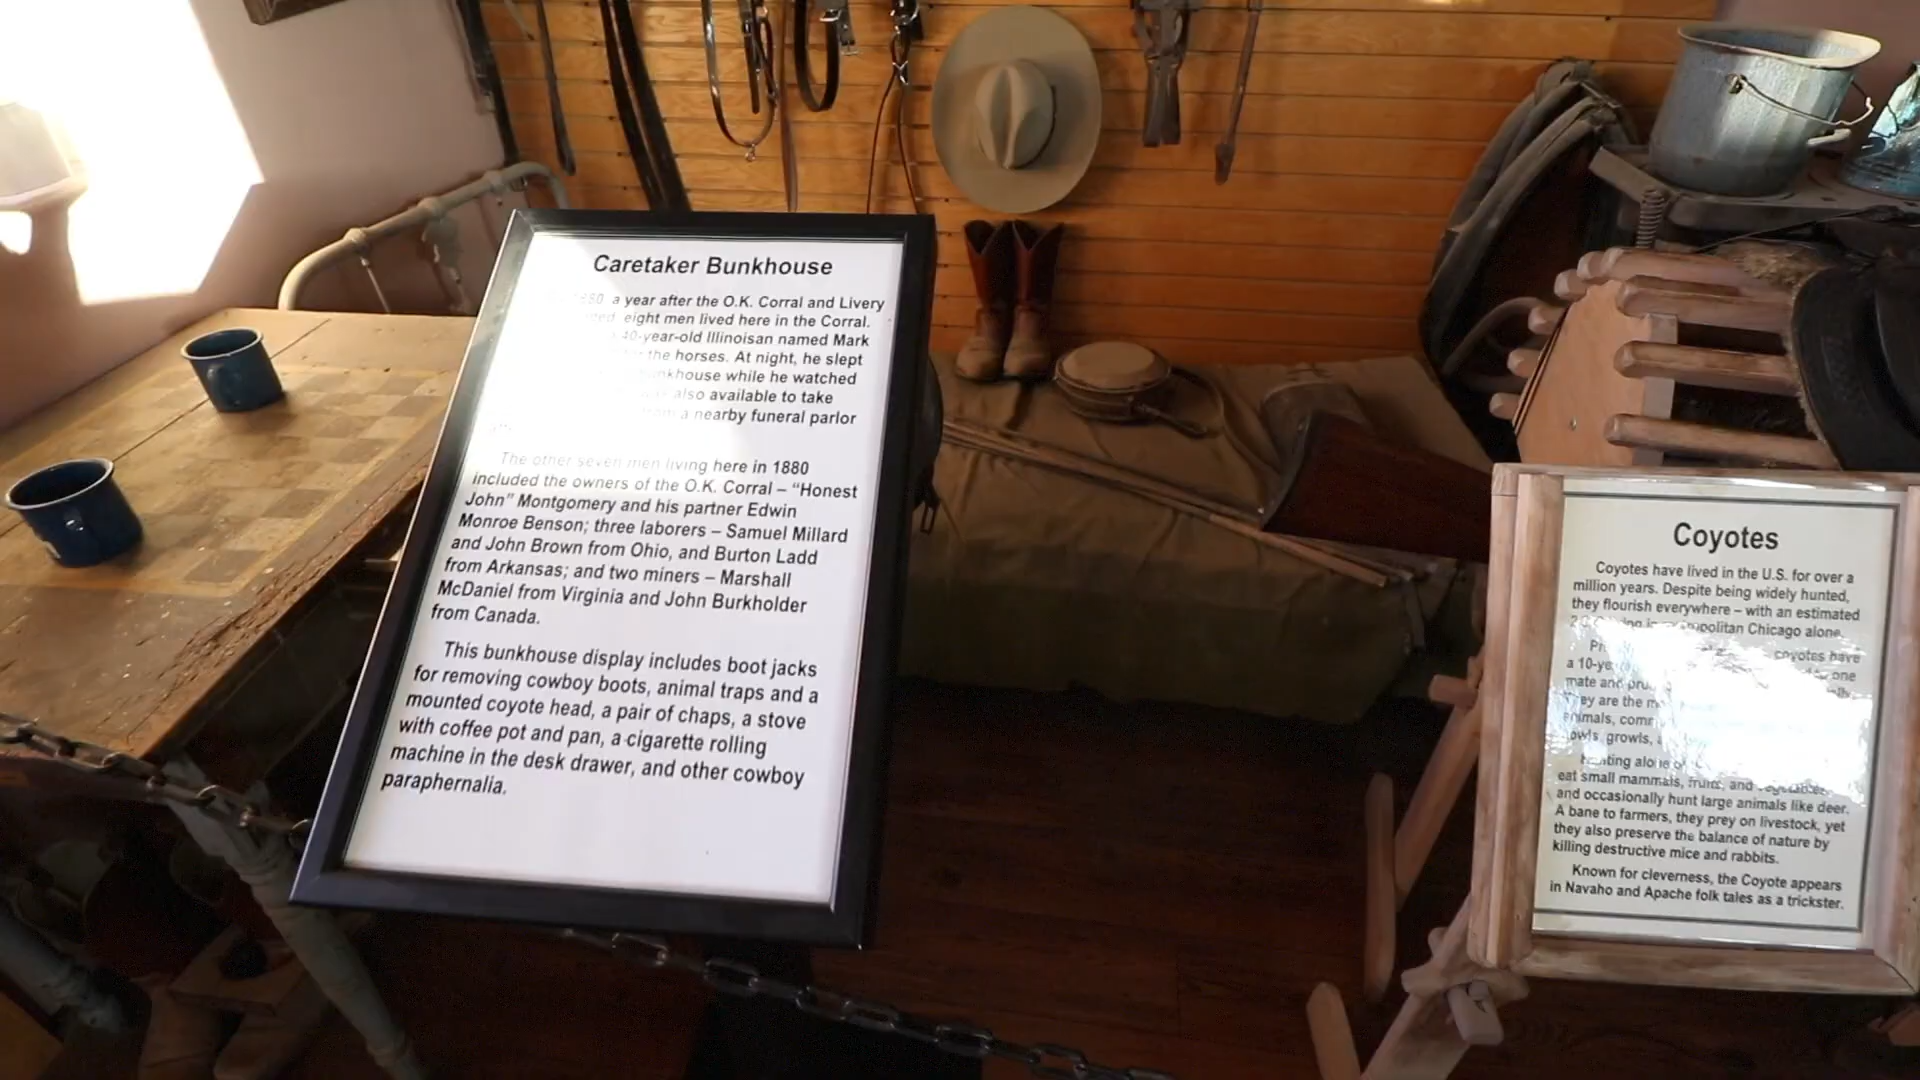 Caretaker Bunkhouse
a year after the O.K. Corral and Livery
eight men lived here in the Corral.
40-year-old Illinoisan named Mark
the horses. At night, he slept
bunkhouse while he watched
also available to take
a nearby funeral parlor
The other seven men living here in 1880
included the owners of the O.K. Corral – “Honest
John” Montgomery and his partner Edwin
Monroe Benson; three laborers – Samuel Millard
and John Brown from Ohio, and Burton Ladd
from Arkansas; and two miners – Marshall
McDaniel from Virginia and John Burkholder
from Canada.
This bunkhouse display includes boot jacks
for removing cowboy boots, animal traps and a
mounted coyote head, a pair of chaps, a stove
with coffee pot and pan, a cigarette rolling
machine in the desk drawer, and other cowboy
paraphernalia.
Coyotes
Coyotes have lived in the U.S. for over a
million years. Despite being widely hunted,
they flourish everywhere – with an estimated
Chicago alone.
coyotes have
a one
mate and
are the
growls,
eat small mammals, fruits, and vegetables
and occasionally hunt large animals like deer.
A bane to farmers, they prey on livestock, yet
they also preserve the balance of nature by
killing destructive mice and rabbits.
Known for cleverness, the Coyote appears
in Navaho and Apache folk tales as a trickster.